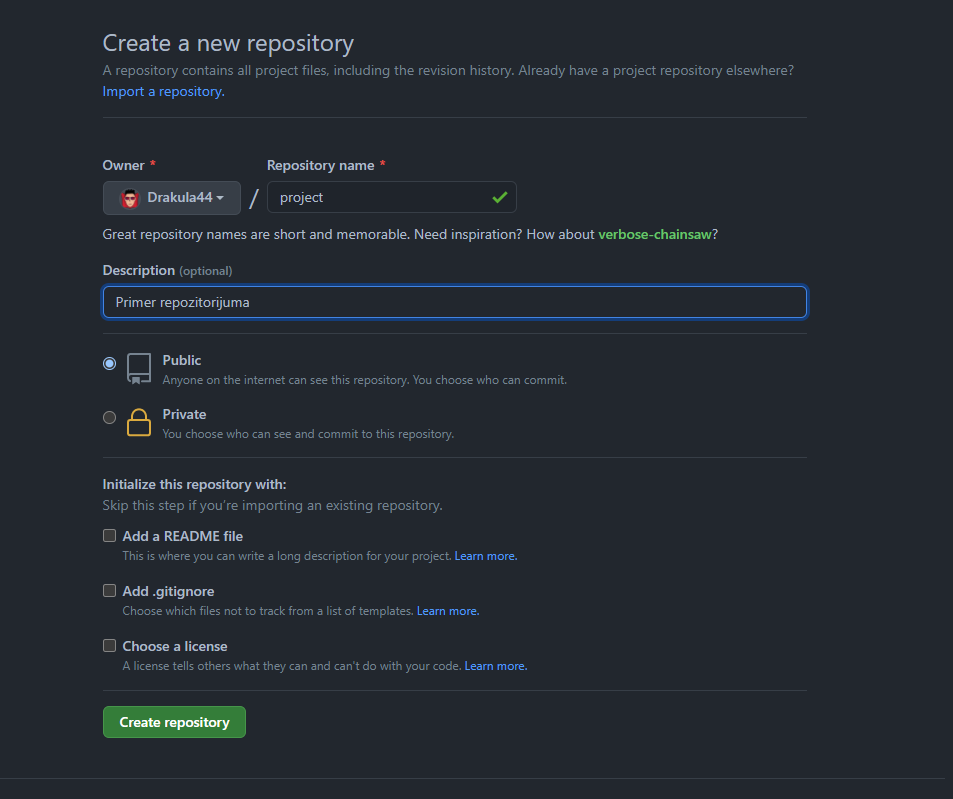 Create a new repository
A repository contains all project files, including the revision history. Already have a project repository elsewhere?
Import a repository.
Owner *
Repository name *
Drakula44
/
project
Great repository names are short and memorable. Need inspiration? How about verbose-chainsaw?
Description (optional)
Primer repozitorijuma
Public
Anyone on the internet can see this repository. You choose who can commit.
Private
You choose who can see and commit to this repository.
Initialize this repository with:
Skip this step if you're importing an existing repository.
Add a README file
This is where you can write a long description for your project. Learn more.
Add .gitignore
Choose which files not to track from a list of templates. Learn more.
Choose a license
A license tells others what they can and can't do with your code. Learn more.
Create repository